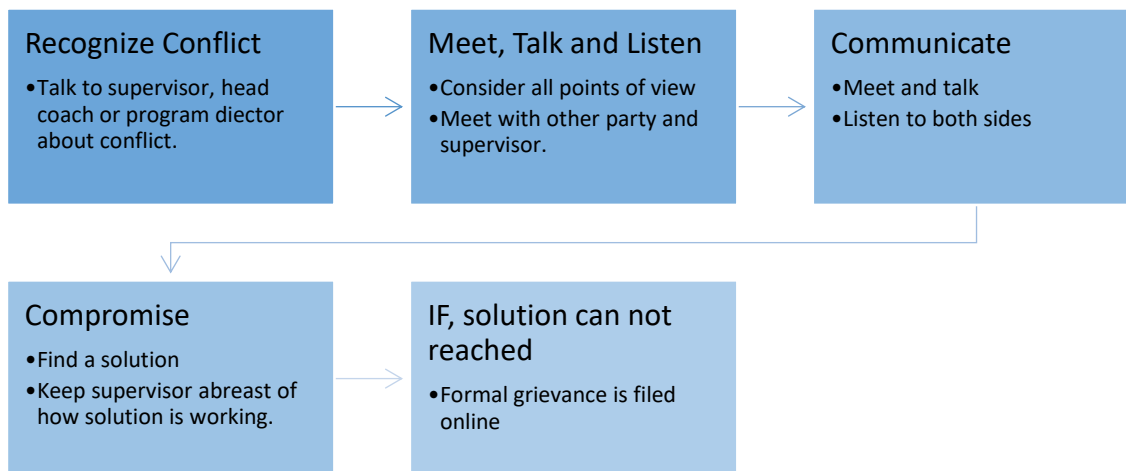 Recognize Conflict
•Talk to supervisor, head
coach or program diector
about conflict.
Meet, Talk and Listen
•Consider all points of view
•Meet with other party and
supervisor.
Communicate
•Meet and talk
•Listen to both sides
Compromise
•Find a solution
•Keep supervisor abreast of
how solution is working.
IF, solution can not
reached
•Formal grievance is filed
online